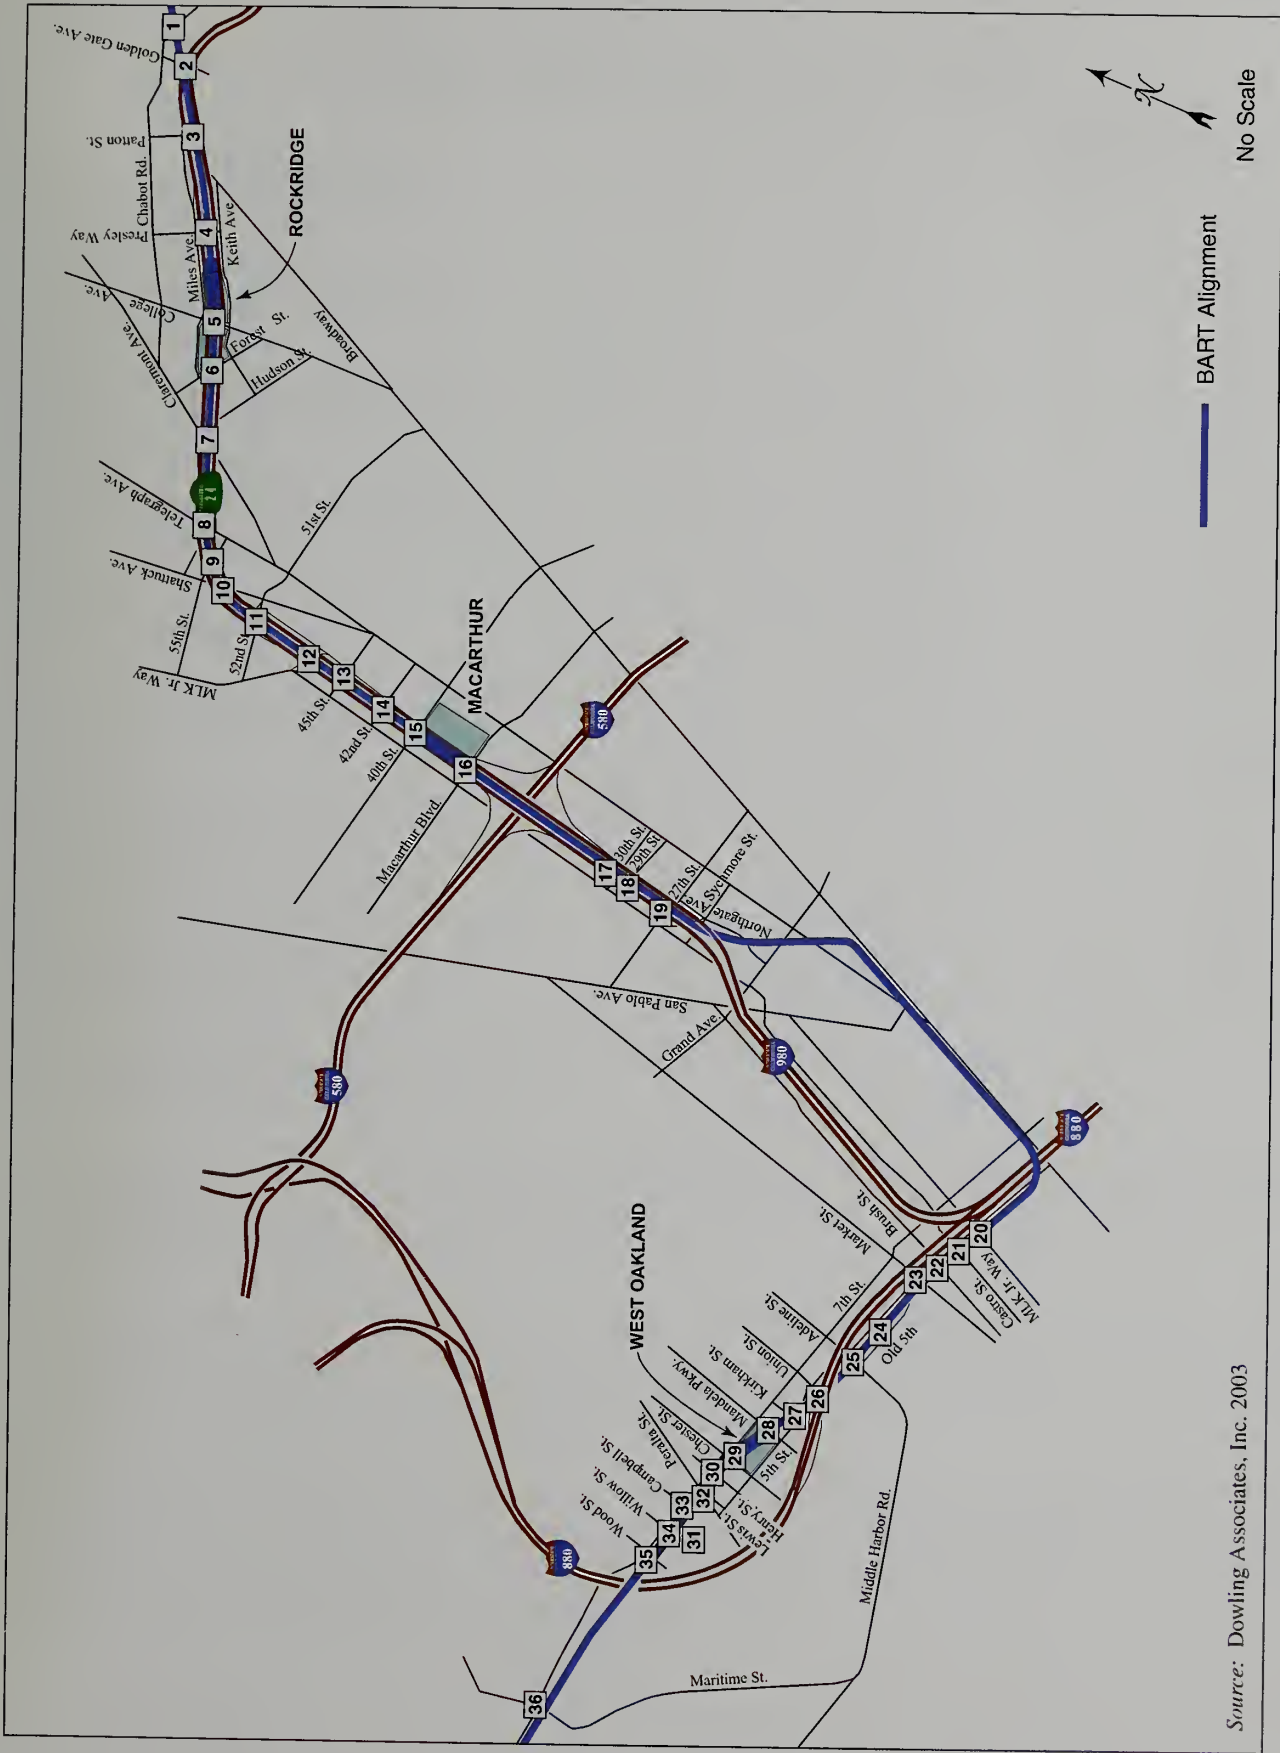 1
Golden Gate Ave.
2
Patton St.
3
Chabot Rd.
Presley Way
4
Miles Ave.
Keith Ave.
ROCKRIDGE
College Ave.
5
Forest St.
Claremont Ave.
6
Hudson St.
Broadway
7
24
Telegraph Ave.
8
51st St.
Shattuck Ave.
9
10
55th St.
11
52nd St.
MLK Jr. Way
12
13
45th St.
14
42nd St.
15
40th St.
MACARTHUR
16
Macarthur Blvd.
580
17
30th St.
18
29th St.
19
27th St.
Sycamore St.
Northgate Ave.
San Pablo Ave.
Grand Ave.
980
580
880
Brush St.
Market St.
20
21
22
23
MLK Jr. Way
Castro St.
7th St.
WEST OAKLAND
Adeline St.
24
Old 5th
25
Union St.
Kirkham St.
26
Mandela Pkwy.
27
28
Chester St.
29
5th St.
Peralta St.
30
Campbell St.
32
Henry St.
Lewis St.
Willow St.
33
34
31
Wood St.
35
880
Middle Harbor Rd.
Maritime St.
36
N
No Scale
BART Alignment
Source: Dowling Associates, Inc. 2003